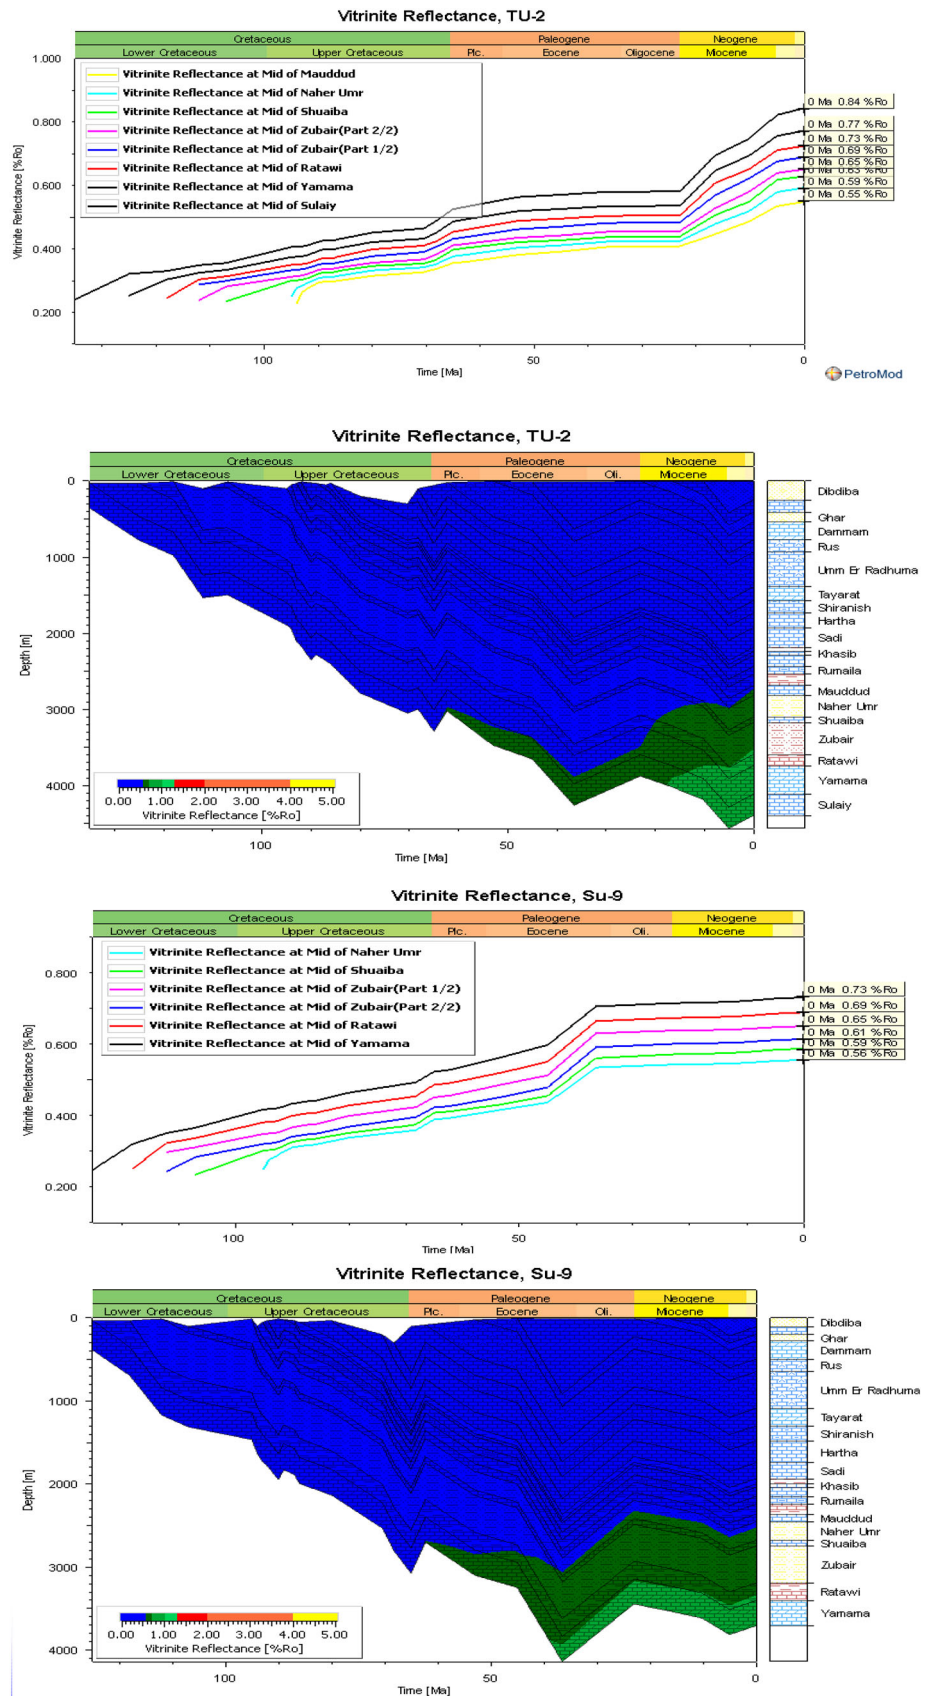 Vitrinite Reflectance, TU-2
Cretaceous Paleogene Neogene
Lower Cretaceous Upper Cretaceous Plc. Eocene Oligocene Miocene
1.000
0.800
0.600
0.400
0.200
Vitrinite Reflectance [%Ro]
Vitrinite Reflectance at Mid of Mauddud
Vitrinite Reflectance at Mid of Naher Umr
Vitrinite Reflectance at Mid of Shuaiba
Vitrinite Reflectance at Mid of Zubair(Part 2/2)
Vitrinite Reflectance at Mid of Zubair(Part 1/2)
Vitrinite Reflectance at Mid of Ratawi
Vitrinite Reflectance at Mid of Yamama
Vitrinite Reflectance at Mid of Sulaiy
0 Ma 0.84 %Ro
0 Ma 0.77 %Ro
0 Ma 0.73 %Ro
0 Ma 0.69 %Ro
0 Ma 0.65 %Ro
0 Ma 0.63 %Ro
0 Ma 0.59 %Ro
0 Ma 0.55 %Ro
100 50 0
Time [Ma]
PetroMod
Vitrinite Reflectance, TU-2
Cretaceous Paleogene Neogene
Lower Cretaceous Upper Cretaceous Plc. Eocene Oli. Miocene
0
1000
2000
3000
4000
Depth [m]
Dibdiba
Ghar
Dammam
Rus
Umm Er Radhuma
Tayarat
Shiranish
Hartha
Sadi
Khasib
Rumaila
Mauddud
Naher Umr
Shuaiba
Zubair
Ratawi
Yamama
Sulaiy
0.00 1.00 2.00 3.00 4.00 5.00
Vitrinite Reflectance [%Ro]
100 50 0
Time [Ma]
Vitrinite Reflectance, Su-9
Cretaceous Paleogene Neogene
Lower Cretaceous Upper Cretaceous Plc. Eocene Oli. Miocene
0.800
0.600
0.400
0.200
Vitrinite Reflectance [%Ro]
Vitrinite Reflectance at Mid of Naher Umr
Vitrinite Reflectance at Mid of Shuaiba
Vitrinite Reflectance at Mid of Zubair(Part 1/2)
Vitrinite Reflectance at Mid of Zubair(Part 2/2)
Vitrinite Reflectance at Mid of Ratawi
Vitrinite Reflectance at Mid of Yamama
0 Ma 0.73 %Ro
0 Ma 0.69 %Ro
0 Ma 0.65 %Ro
0 Ma 0.61 %Ro
0 Ma 0.59 %Ro
0 Ma 0.56 %Ro
100 50 0
Time [Ma]
Vitrinite Reflectance, Su-9
Cretaceous Paleogene Neogene
Lower Cretaceous Upper Cretaceous Plc. Eocene Oli. Miocene
0
1000
2000
3000
4000
Depth [m]
Dibdiba
Ghar
Dammam
Rus
Umm Er Radhuma
Tayarat
Shiranish
Hartha
Sadi
Khasib
Rumaila
Mauddud
Naher Umr
Shuaiba
Zubair
Ratawi
Yamama
0.00 1.00 2.00 3.00 4.00 5.00
Vitrinite Reflectance [%Ro]
100 50 0
Time [Ma]